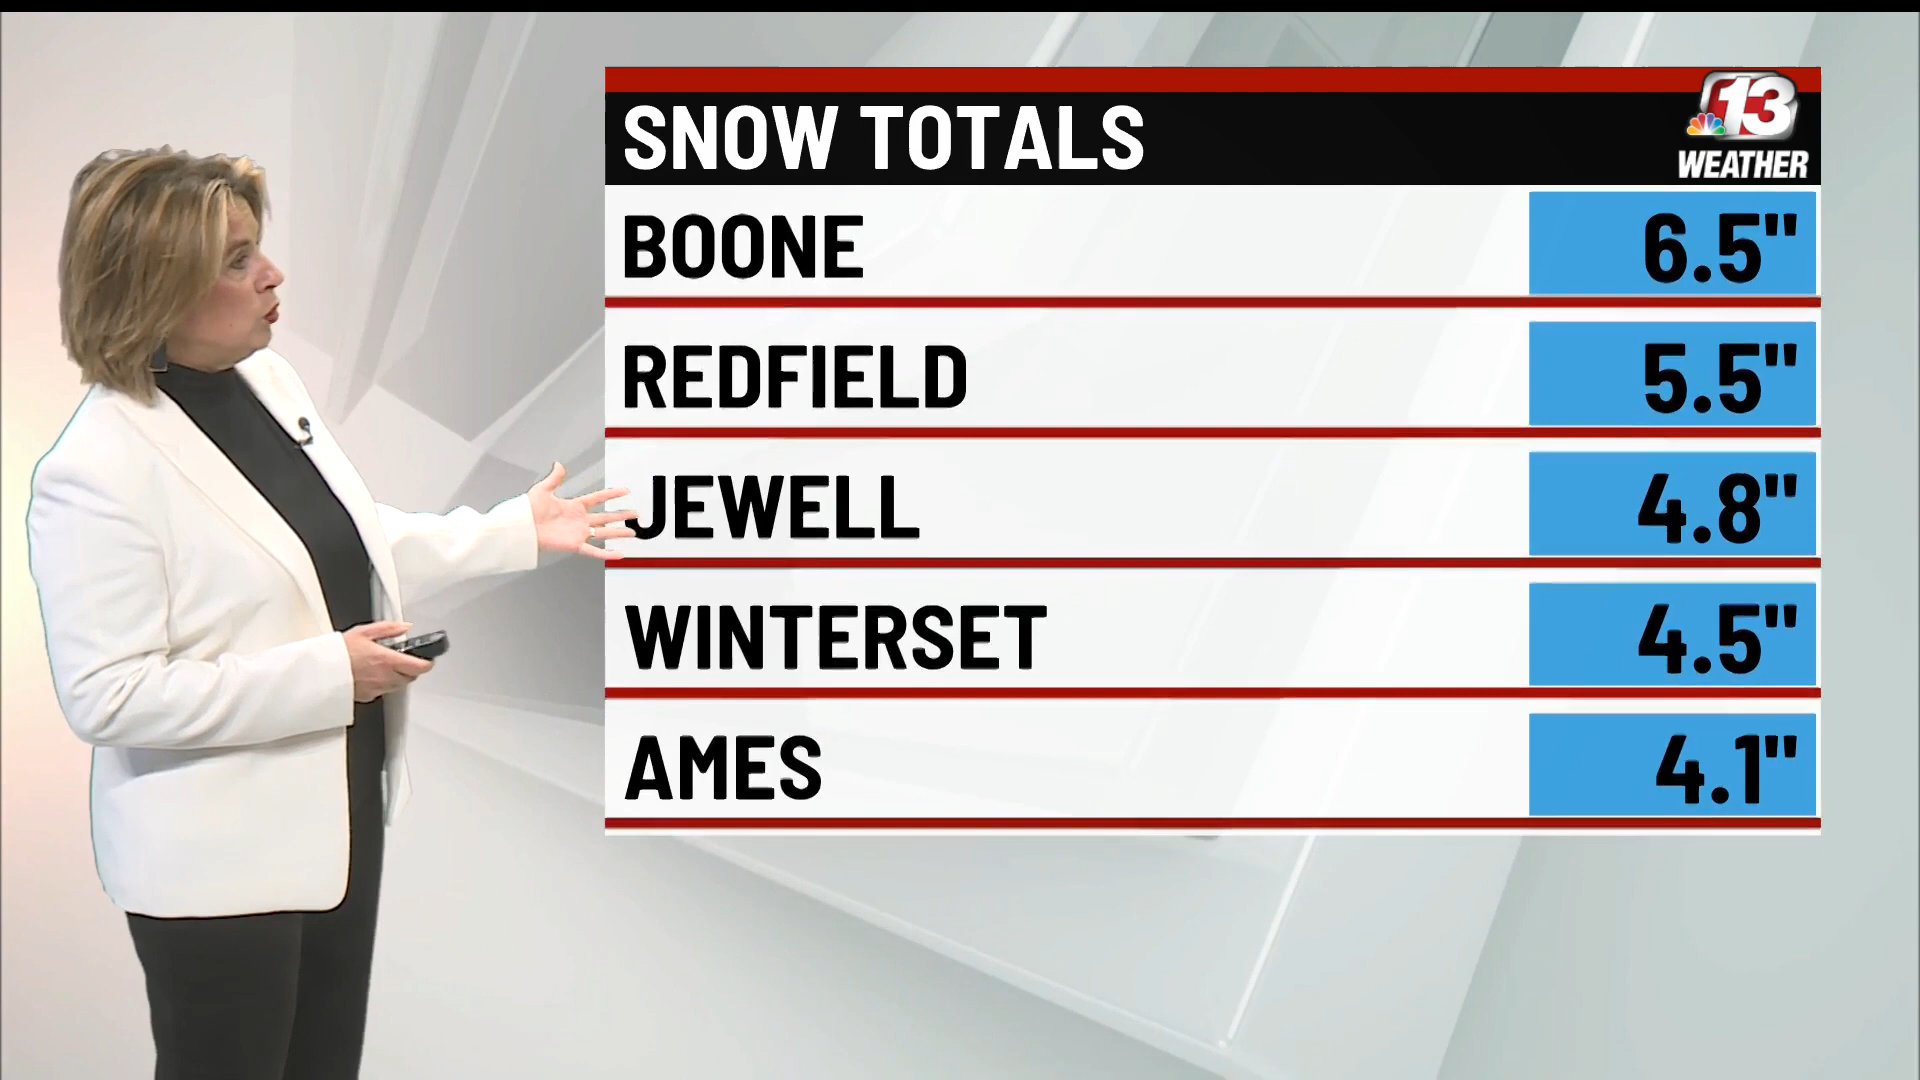 SNOW TOTALS
13
WEATHER
BOONE 6.5"
REDFIELD 5.5"
JEWELL 4.8"
WINTERSET 4.5"
AMES 4.1"